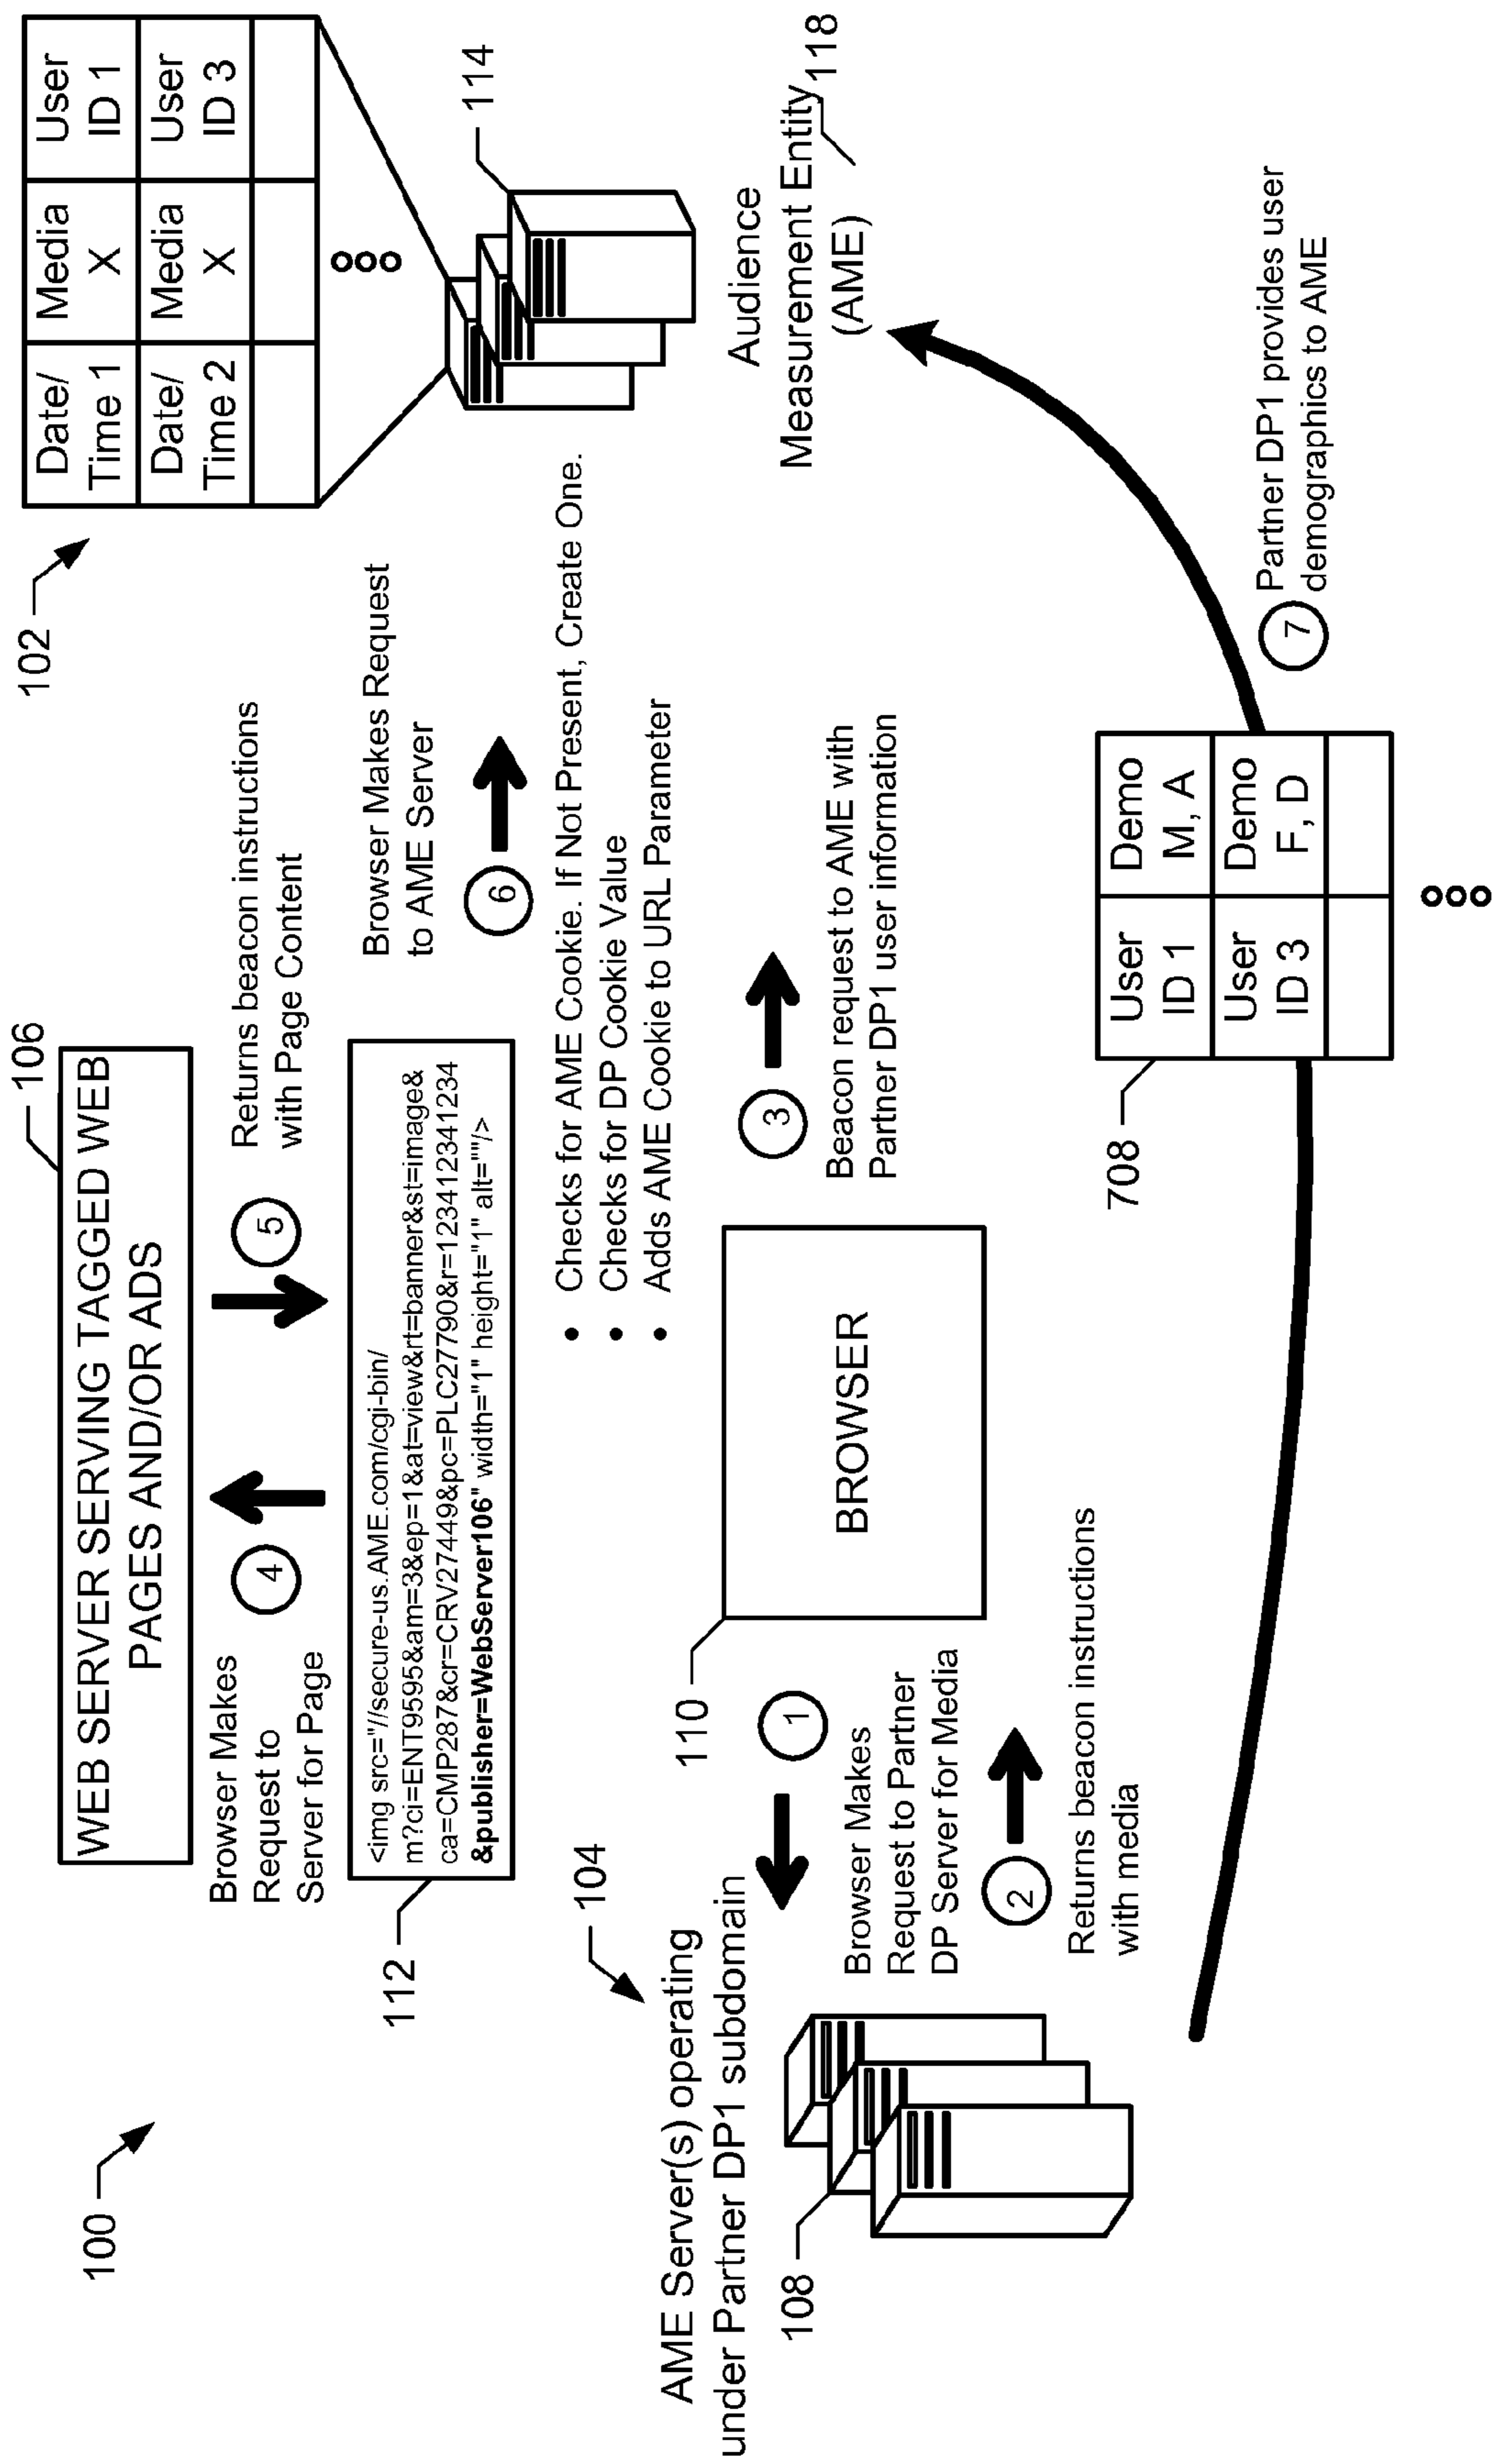 100
102
106
WEB SERVER SERVING TAGGED WEB
PAGES AND/OR ADS
Date/
Time 1
Media
X
User
ID 1
Date/
Time 2
Media
X
User
ID 3
Browser Makes
Request to
Server for Page
4
5
Returns beacon instructions
with Page Content
112
<img src="//secure-us.AME.com/cgi-bin/
m?ci=ENT9595&am=3&ep=1&at=view&rt=banner&st=image&
ca=CMP287&cr=CRV27449&pc=PLC27790&r=123412341234
&publisher=WebServer106" width="1" height="1" alt=""/>
Browser Makes Request
to AME Server
6
114
• Checks for AME Cookie. If Not Present, Create One.
• Checks for DP Cookie Value
• Adds AME Cookie to URL Parameter
104
AME Server(s) operating
under Partner DP1 subdomain
108
110
BROWSER
1
Browser Makes
Request to Partner
DP Server for Media
2
Returns beacon instructions
with media
3
Beacon request to AME with
Partner DP1 user information
Audience
Measurement Entity
(AME)
118
708
User
ID 1
Demo
M, A
User
ID 3
Demo
F, D
7
Partner DP1 provides user
demographics to AME